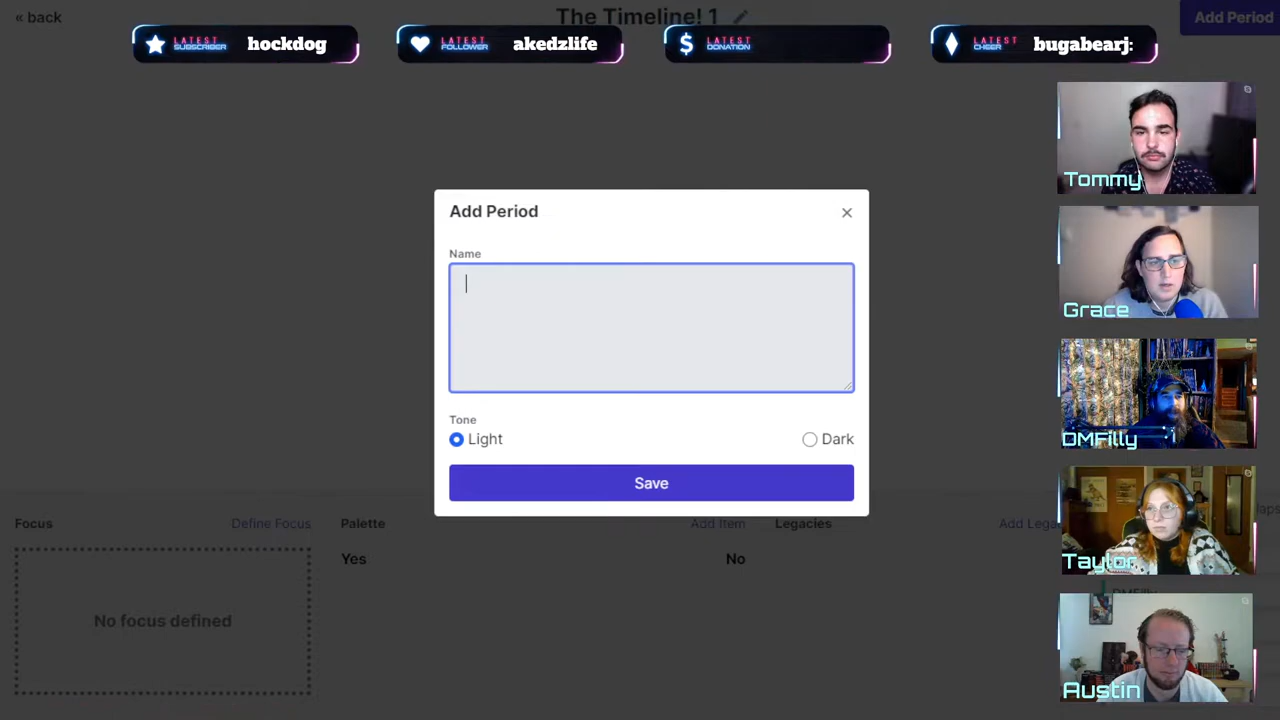 « back
The Timeline! 1
Add Period
LATEST SUBSCRIBER hockdog
LATEST FOLLOWER akedzlife
LATEST DONATION
LATEST CHEER bugabearj:
Tommy
Add Period
×
Name
Grace
Tone
Light
Dark
DMFilly
Save
Focus
Define Focus
Palette
Add Item
Legacies
Add Lega
Yes
No
Taylor
No focus defined
Austin